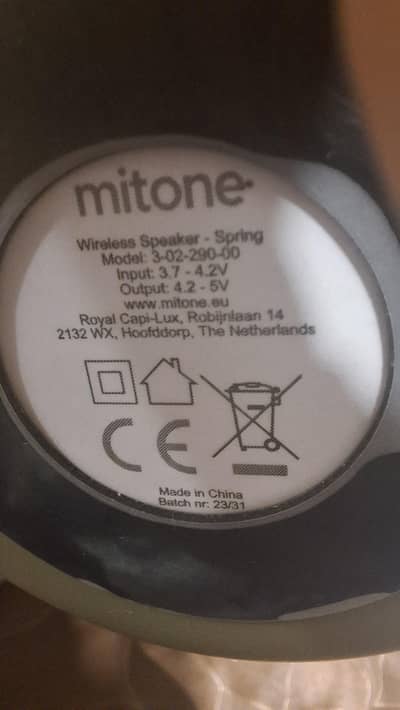 mitone
Wireless Speaker - Spring
Model: 3-02-290-00
Input: 3.7 - 4.2V
Output: 4.2 - 5V
www.mitone.eu
Royal Capi-Lux, Robijnlaan 14
2132 WX, Hoofddorp, The Netherlands
CE
Made in China
Batch nr: 23/31